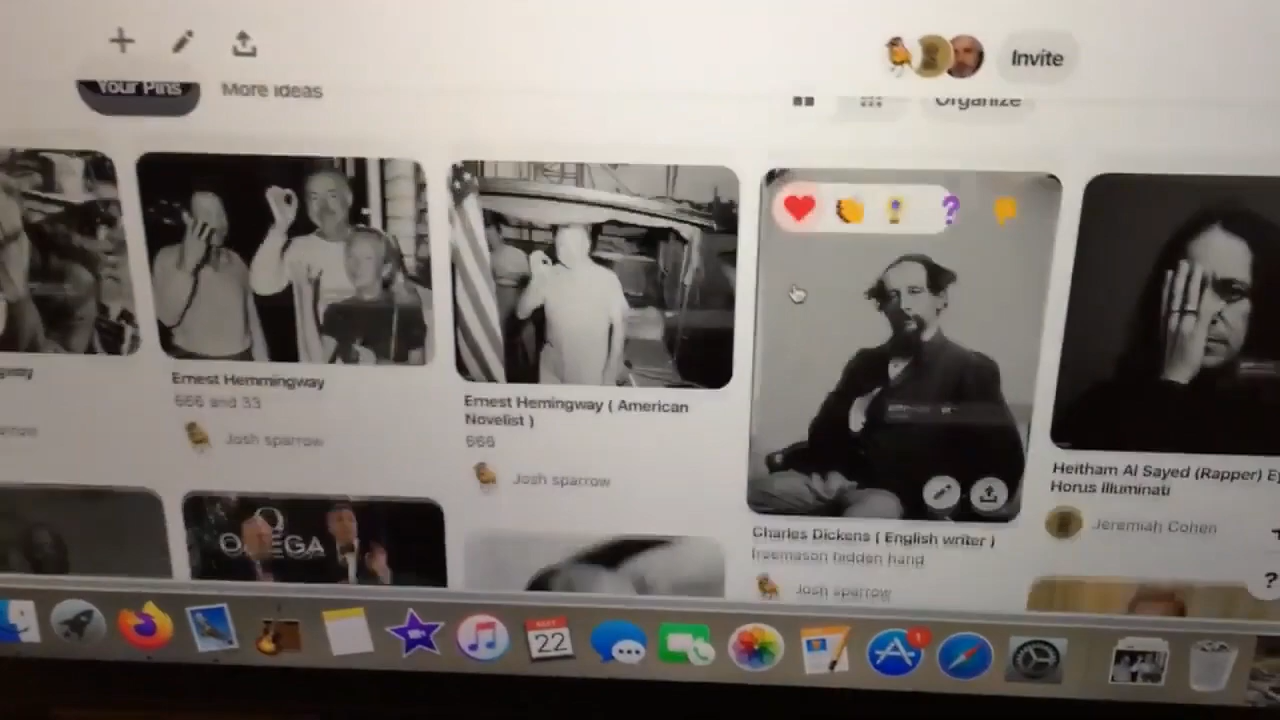 Invite
Your Pins
More ideas
Organize
Ernest Hemmingway
666 and 33
Josh sparrow
Ernest Hemingway ( American
Novelist )
666
Josh sparrow
Charles Dickens ( English writer )
freemason hidden hand
Josh sparrow
Heitham Al Sayed (Rapper)
Horus Illuminati
Jeremiah Cohen
OMEGA
22
?